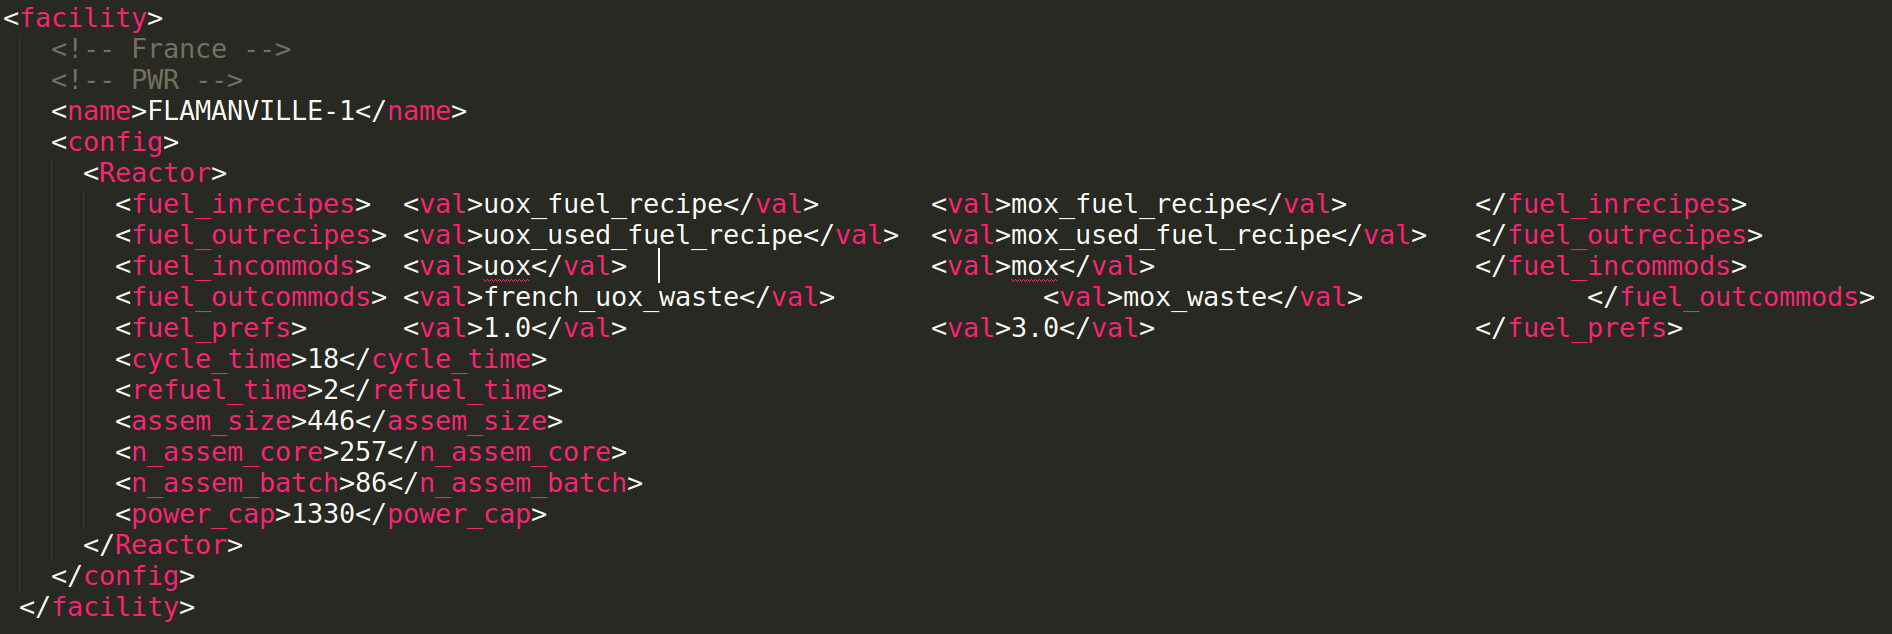 <facility>
<!-- France -->
<!-- PWR -->
<name>FLAMANVILLE-1</name>
<config>
<Reactor>
<fuel_inrecipes> <val>uox_fuel_recipe</val> <val>mox_fuel_recipe</val> </fuel_inrecipes>
<fuel_outrecipes> <val>uox_used_fuel_recipe</val> <val>mox_used_fuel_recipe</val> </fuel_outrecipes>
<fuel_incommods> <val>uox</val> <val>mox</val> </fuel_incommods>
<fuel_outcommods> <val>french_uox_waste</val> <val>mox_waste</val> </fuel_outcommods>
<fuel_prefs> <val>1.0</val> <val>3.0</val> </fuel_prefs>
<cycle_time>18</cycle_time>
<refuel_time>2</refuel_time>
<assem_size>446</assem_size>
<n_assem_core>257</n_assem_core>
<n_assem_batch>86</n_assem_batch>
<power_cap>1330</power_cap>
</Reactor>
</config>
</facility>